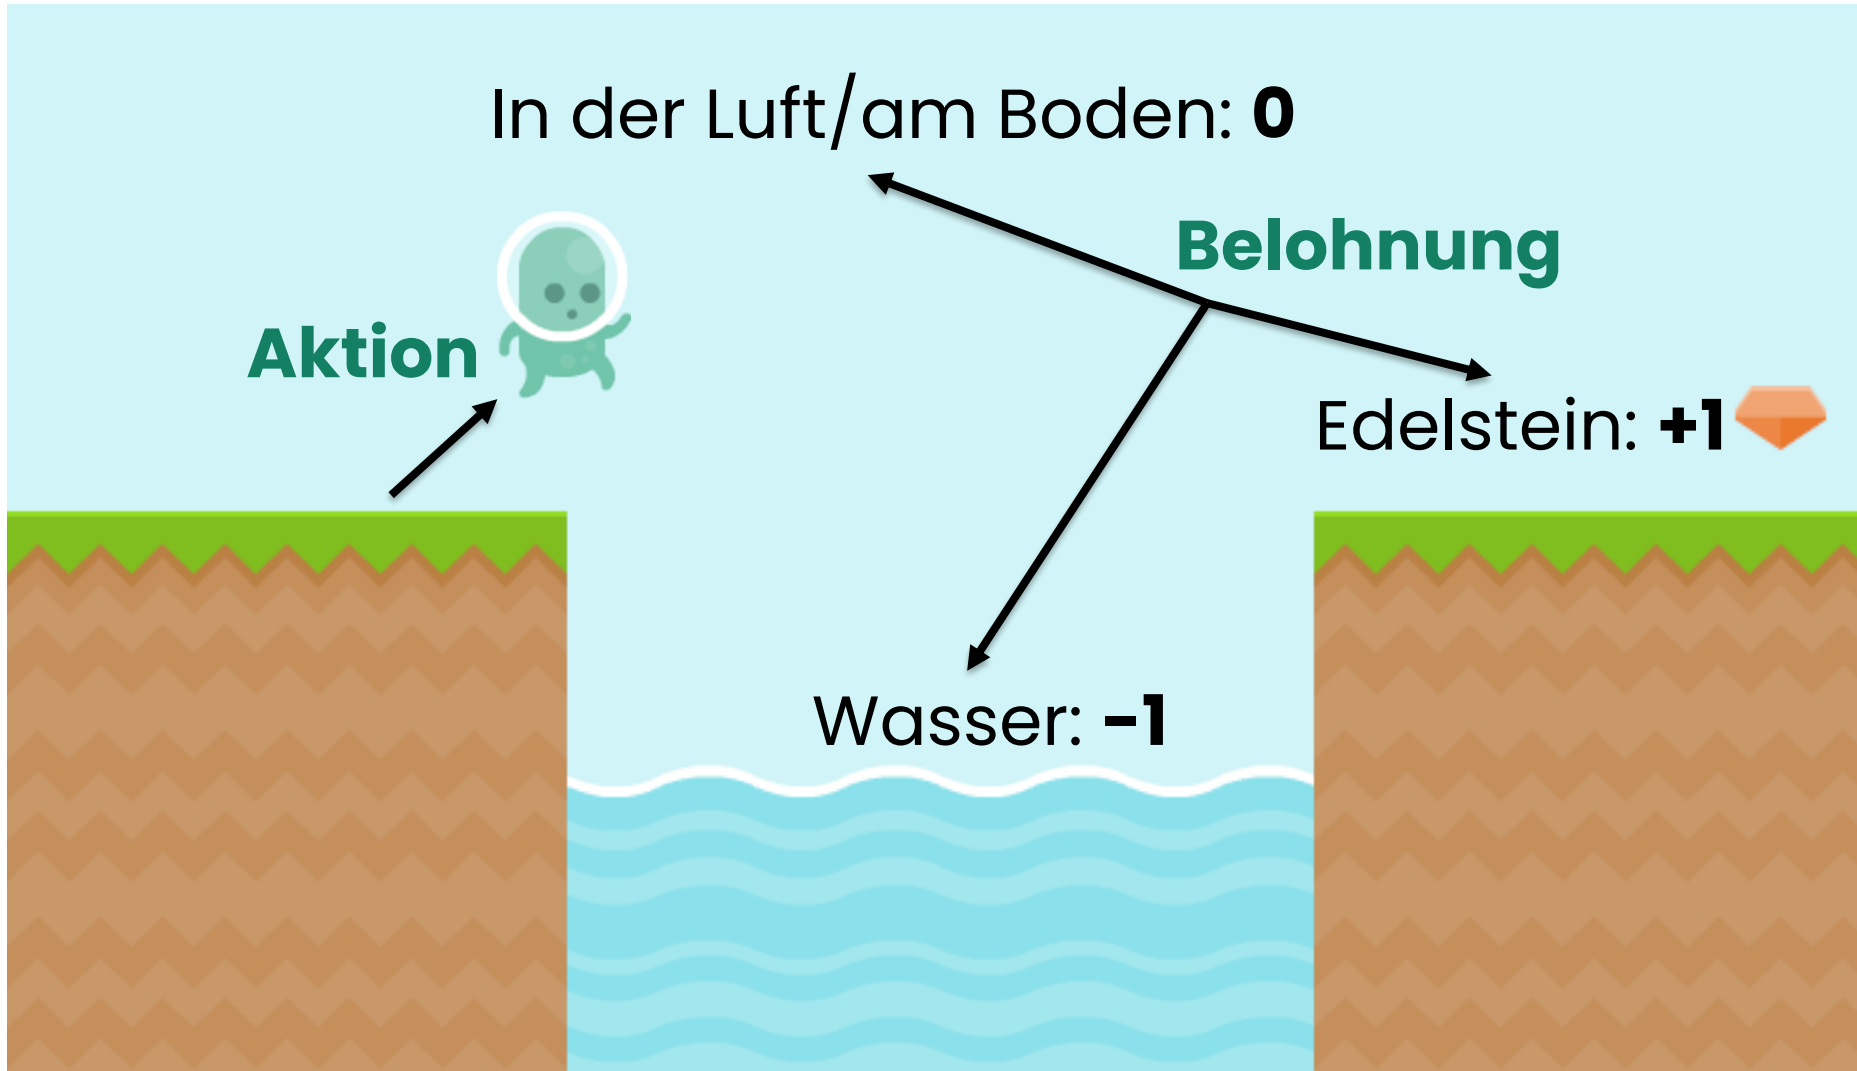 In der Luft/am Boden: 0
Belohnung
Aktion
Edelstein: +1
Wasser: -1